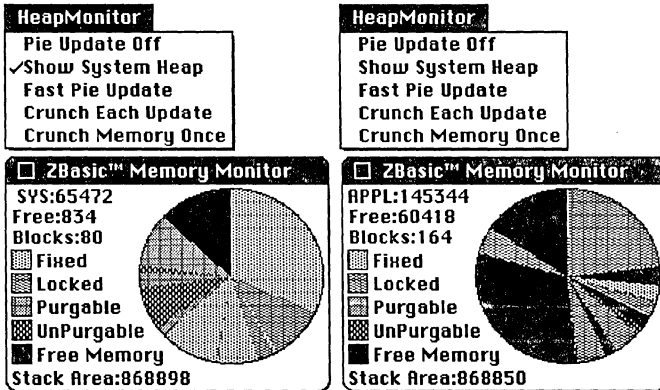 HeapMonitor
Pie Update Off
✓Show System Heap
Fast Pie Update
Crunch Each Update
Crunch Memory Once
ZBasic™ Memory Monitor
SYS:65472
Free:834
Blocks:80
Fixed
Locked
Purgable
UnPurgable
Free Memory
Stack Area:868898
HeapMonitor
Pie Update Off
Show System Heap
Fast Pie Update
Crunch Each Update
Crunch Memory Once
ZBasic™ Memory Monitor
APPL:145344
Free:60418
Blocks:164
Fixed
Locked
Purgable
UnPurgable
Free Memory
Stack Area:868850